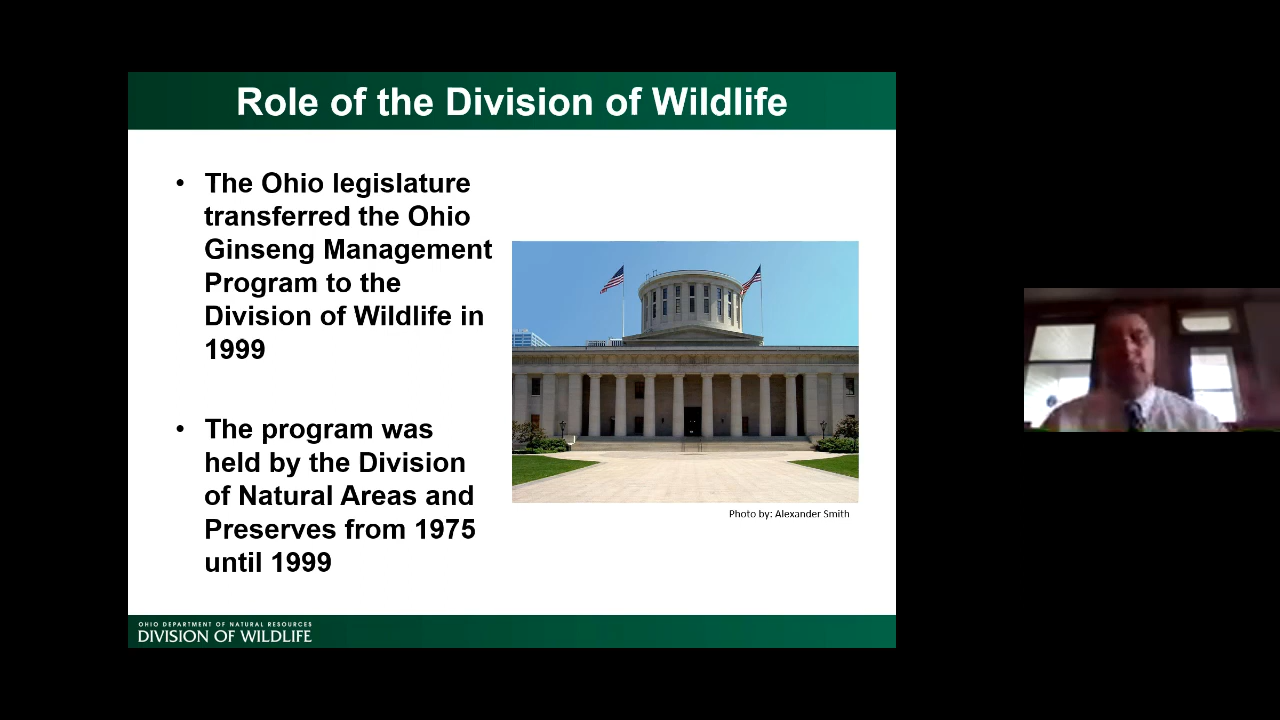 Role of the Division of Wildlife
• The Ohio legislature
transferred the Ohio
Ginseng Management
Program to the
Division of Wildlife in
1999
• The program was
held by the Division
of Natural Areas and
Preserves from 1975
until 1999
Photo by: Alexander Smith
OHIO DEPARTMENT OF NATURAL RESOURCES
DIVISION OF WILDLIFE